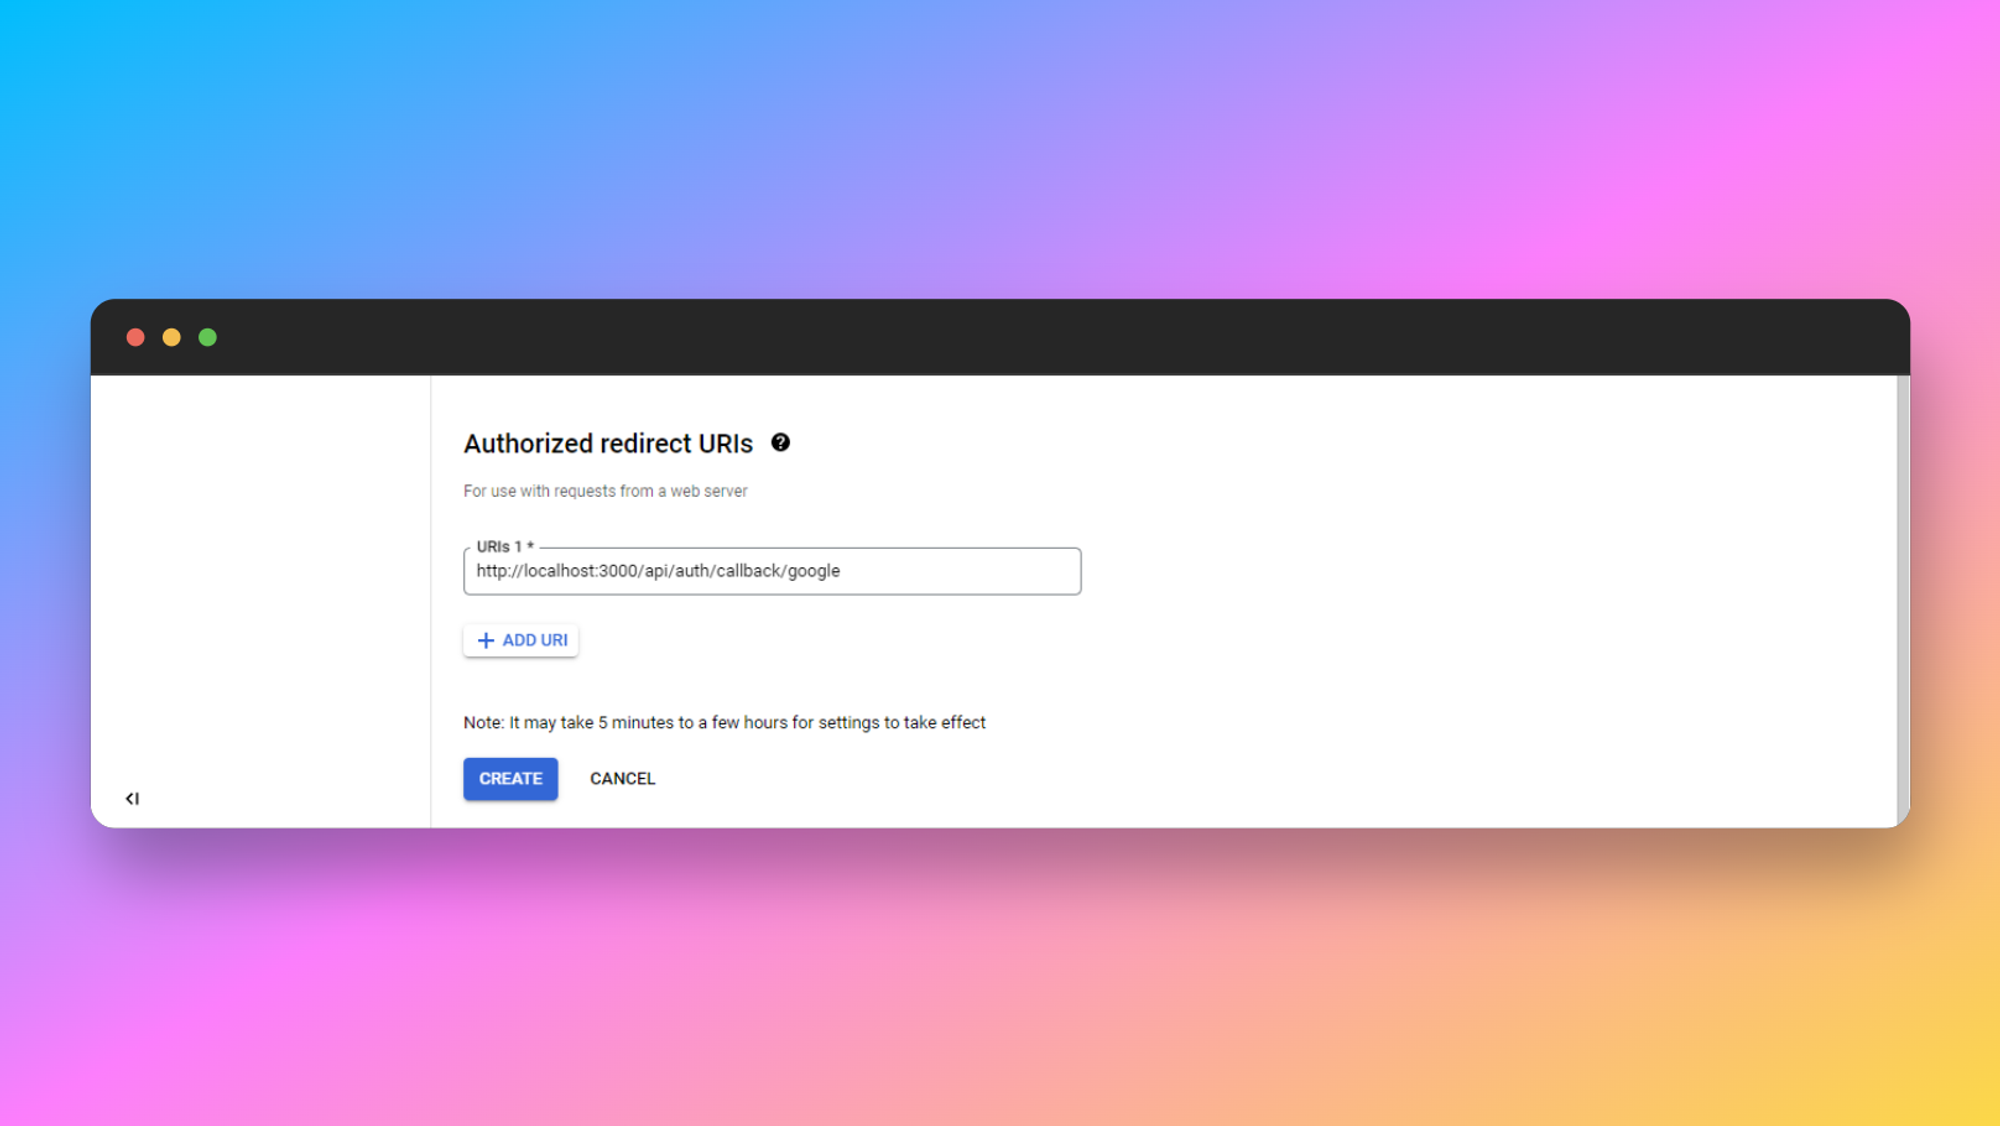 Authorized redirect URIs
For use with requests from a web server
URIs 1 *
http://localhost:3000/api/auth/callback/google
+ ADD URI
Note: It may take 5 minutes to a few hours for settings to take effect
CREATE CANCEL